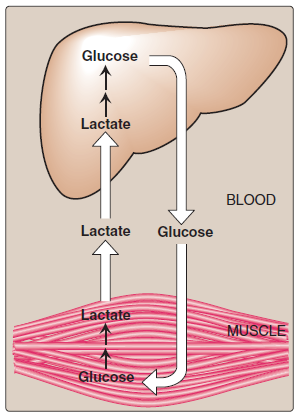 Glucose
Lactate
BLOOD
Lactate Glucose
Lactate
MUSCLE
Glucose